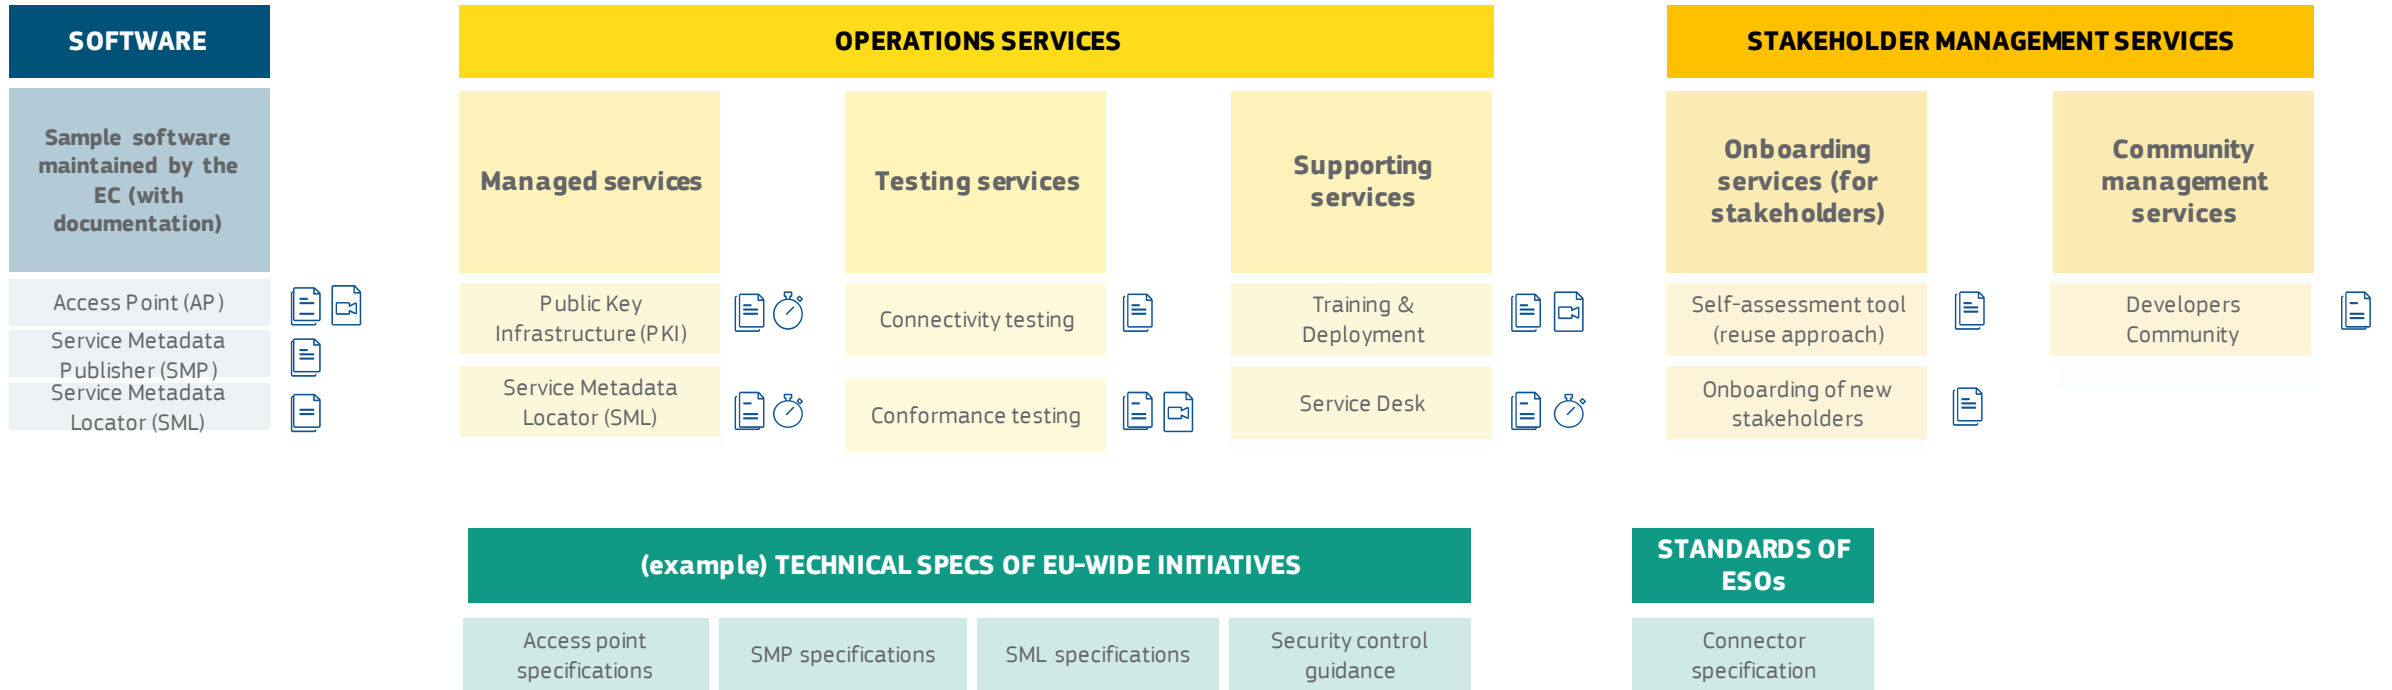 SOFTWARE
Sample software
maintained by the
EC (with
documentation)
Access Point (AP)
Service Metadata
Publisher (SMP)
Service Metadata
Locator (SML)
OPERATIONS SERVICES
Managed services
Public Key
Infrastructure (PKI)
Service Metadata
Locator (SML)
Testing services
Connectivity testing
Conformance testing
Supporting
services
Training &
Deployment
Service Desk
STAKEHOLDER MANAGEMENT SERVICES
Onboarding
services (for
stakeholders)
Self-assessment tool
(reuse approach)
Onboarding of new
stakeholders
Community
management
services
Developers
Community
(example) TECHNICAL SPECS OF EU-WIDE INITIATIVES
Access point
specifications
SMP specifications
SML specifications
Security control
guidance
STANDARDS OF
ESOs
Connector
specification